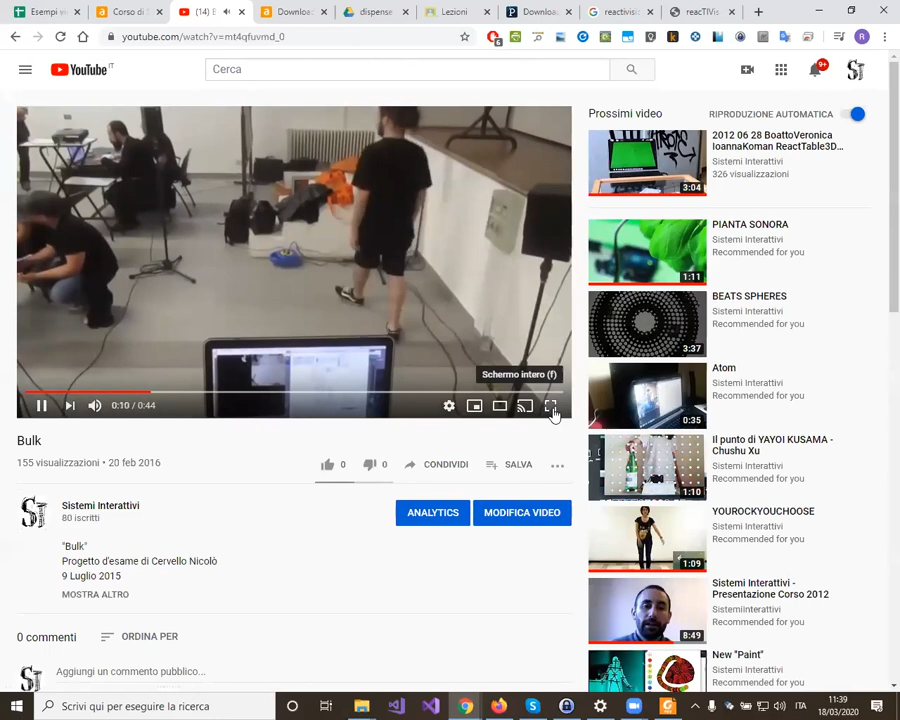 Esempi ve
Corso di S
(14) B
Download
dispense
Lezioni
Download
reactivisi
reacTIVis
youtube.com/watch?v=mt4qfuvmd_0
6
YouTube IT
Cerca
9+
Schermo intero (f)
0:10 / 0:44
Bulk
155 visualizzazioni • 20 feb 2016
0
0
CONDIVIDI
SALVA
Sistemi Interattivi
80 iscritti
ANALYTICS
MODIFICA VIDEO
"Bulk"
Progetto d'esame di Cervello Nicolò
9 Luglio 2015
MOSTRA ALTRO
0 commenti
ORDINA PER
Aggiungi un commento pubblico...
Prossimi video
RIPRODUZIONE AUTOMATICA
3:04
2012 06 28 BoattoVeronica
IoannaKoman ReactTable3D…
Sistemi Interattivi
326 visualizzazioni
1:11
PIANTA SONORA
Sistemi Interattivi
Recommended for you
3:37
BEATS SPHERES
Sistemi Interattivi
Recommended for you
0:35
Atom
Sistemi Interattivi
Recommended for you
1:10
Il punto di YAYOI KUSAMA -
Chushu Xu
Sistemi Interattivi
Recommended for you
1:09
YOUROCKYOUCHOOSE
Sistemi Interattivi
Recommended for you
8:49
Sistemi Interattivi -
Presentazione Corso 2012
SistemiInterattivi
Recommended for you
New "Paint"
Sistemi Interattivi
Scrivi qui per eseguire la ricerca
ITA
11:39
18/03/2020